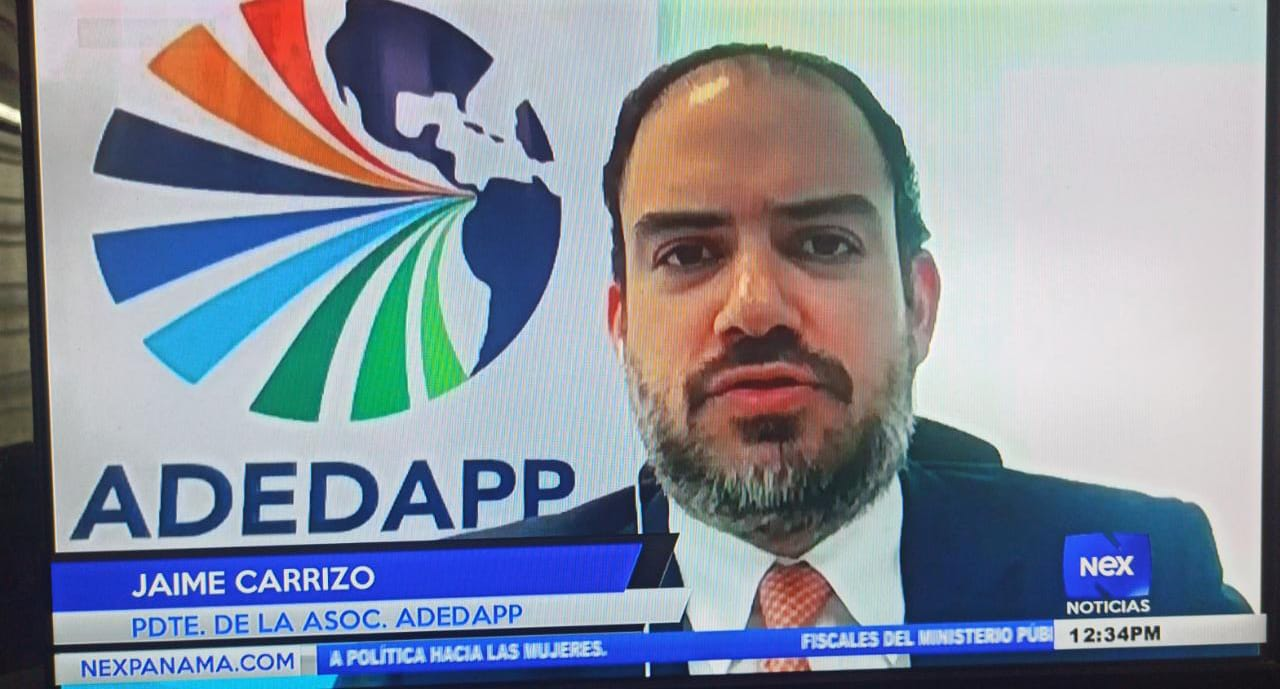 ADEDAPP
JAIME CARRIZO
PDTE. DE LA ASOC. ADEDAPP
NEXPANAMA.COM
A POLÍTICA HACIA LAS MUJERES.
FISCALES DEL MINISTERIO PÚB
NEX
NOTICIAS
12:34PM